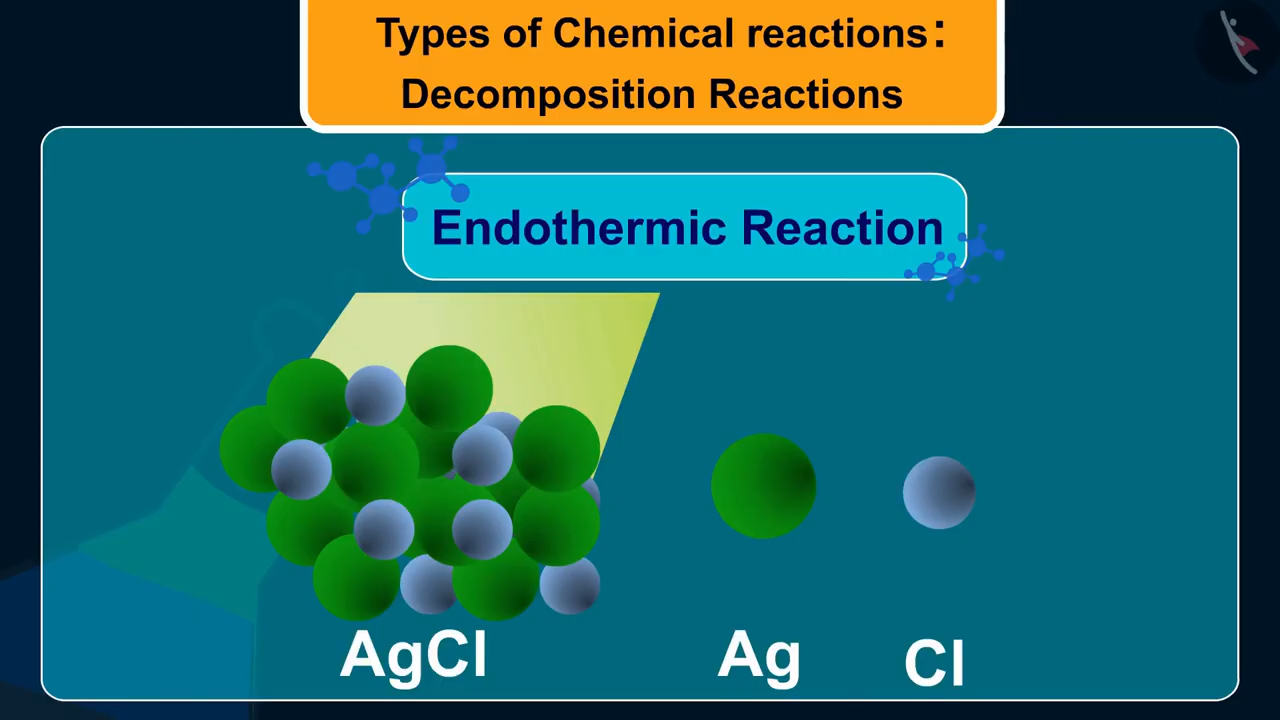 Types of Chemical reactions:
Decomposition Reactions
Endothermic Reaction
AgCl
Ag
Cl